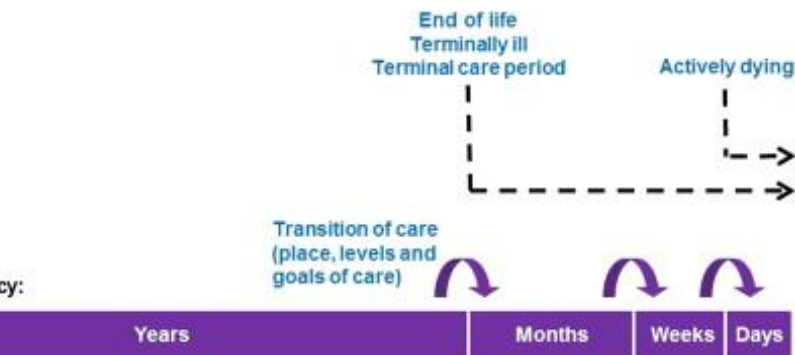 End of life
Terminally ill
Terminal care period
Actively dying
Transition of care
(place, levels and
goals of care)
cy:
Years
Months
Weeks
Days